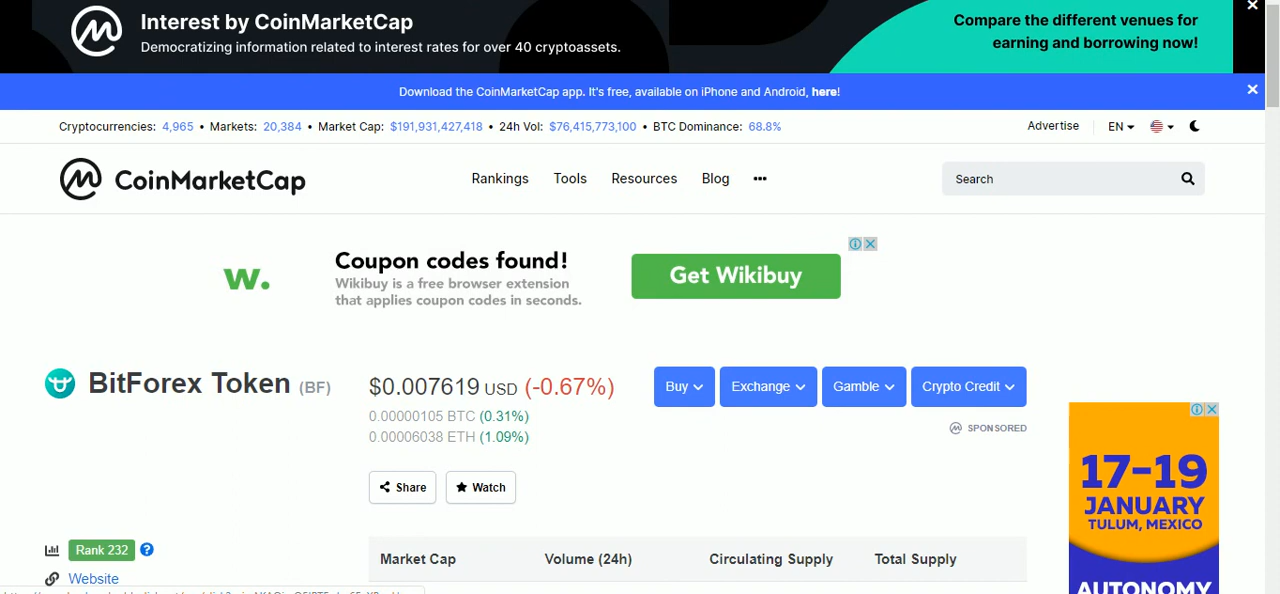 Interest by CoinMarketCap
Democratizing information related to interest rates for over 40 cryptoassets.
Compare the different venues for
earning and borrowing now!
Download the CoinMarketCap app. It's free, available on iPhone and Android, here!
Cryptocurrencies: 4,965 • Markets: 20,384 • Market Cap: $191,931,427,418 • 24h Vol: $76,415,773,100 • BTC Dominance: 68.8%
Advertise
EN
CoinMarketCap
Rankings Tools Resources Blog •••
Search
w.
Coupon codes found!
Wikibuy is a free browser extension
that applies coupon codes in seconds.
Get Wikibuy
BitForex Token (BF)
$0.007619 USD (-0.67%)
0.00000105 BTC (0.31%)
0.00006038 ETH (1.09%)
Buy Exchange Gamble Crypto Credit
SPONSORED
Share Watch
17-19
JANUARY
TULUM, MEXICO
AUTONOMY
Rank 232
Website
Market Cap Volume (24h) Circulating Supply Total Supply